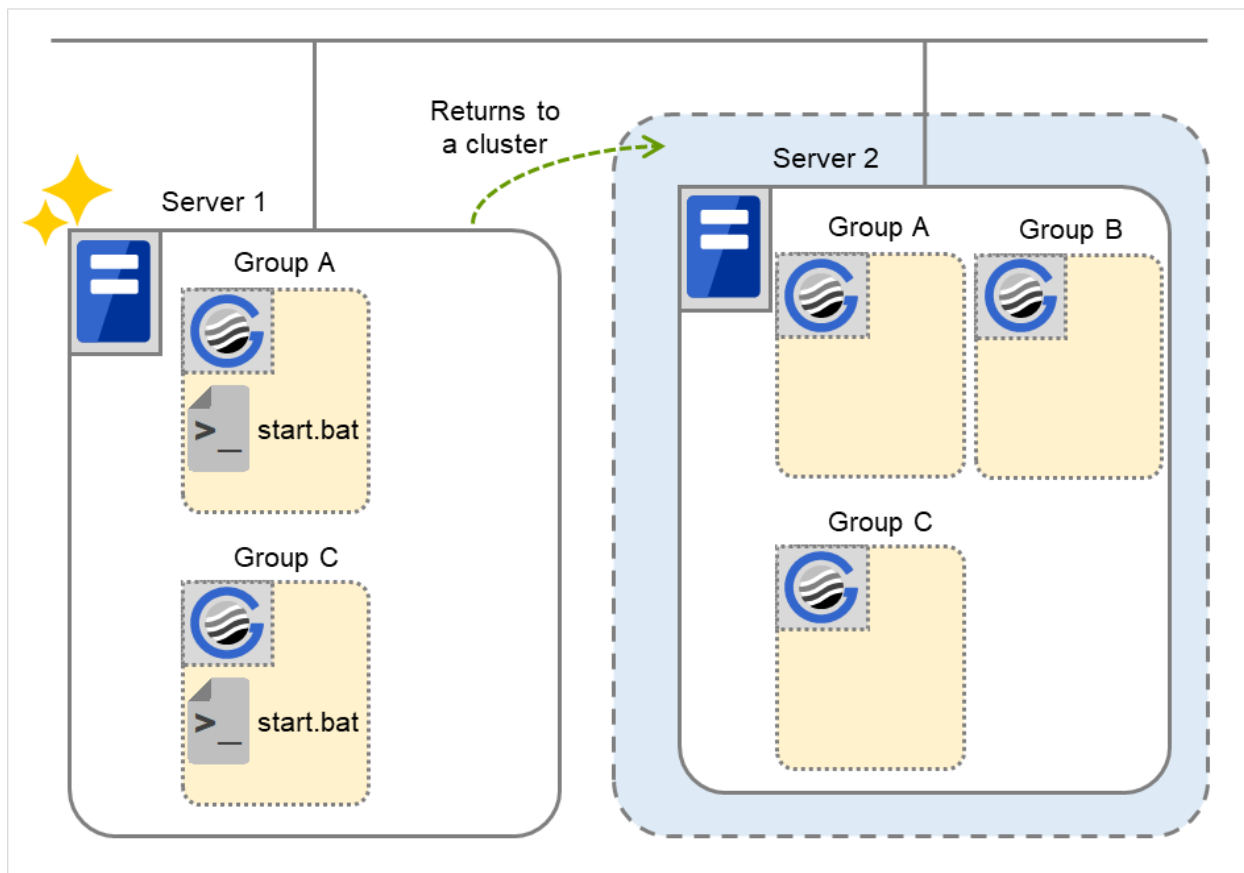 Returns to
a cluster
Server 1
Group A
>_ start.bat
Group C
>_ start.bat
Server 2
Group A
Group B
Group C